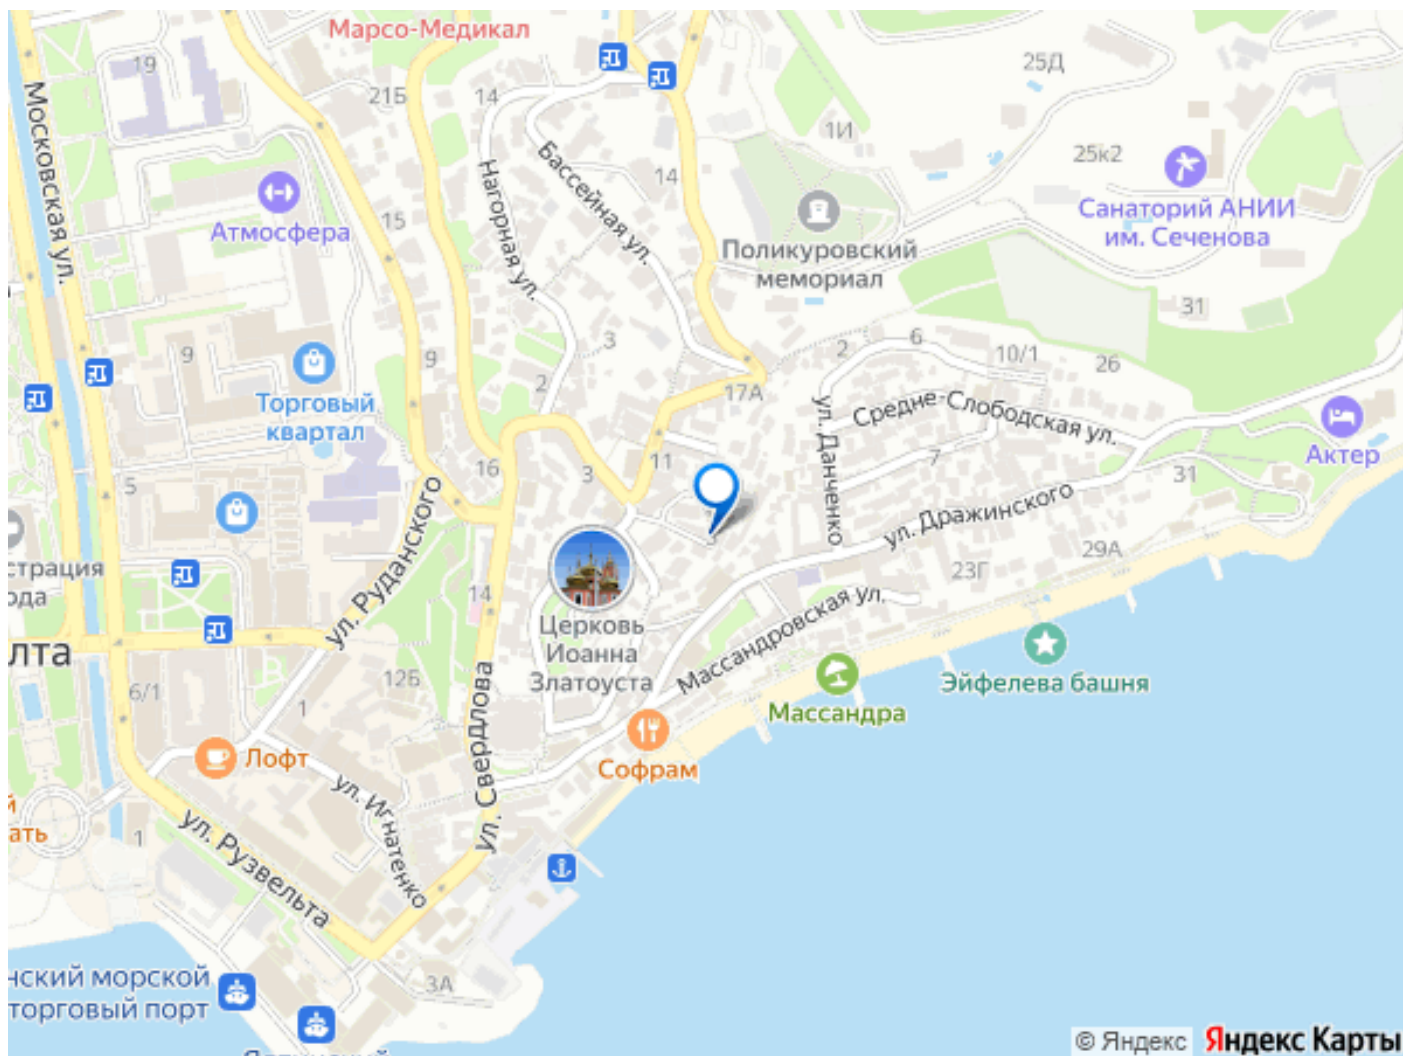 Марсо-Медикал
19
21Б
14
25Д
1И
25к2
Московская ул.
Нагорная ул.
Бассейная ул.
14
Атмосфера
15
Поликуровский
мемориал
Санаторий АНИИ
им. Сеченова
31
9
9
3
2
2
6
10/1
26
17А
Торговый
квартал
ул. Данченко
Средне-Слободская ул.
Актер
16
3
11
7
31
5
ул. Дражинского
29А
23Г
страция
ода
14
ул. Руданского
Церковь
Иоанна
Златоуста
Массандровская ул.
Эйфелева башня
Массандра
лта
6/1
12Б
1
ул. Свердлова
Софрам
Лофт
ул. Игнатенко
й
ать
1
ул. Рузвельта
3А
нский морской
торговый порт
© Яндекс Яндекс Карты